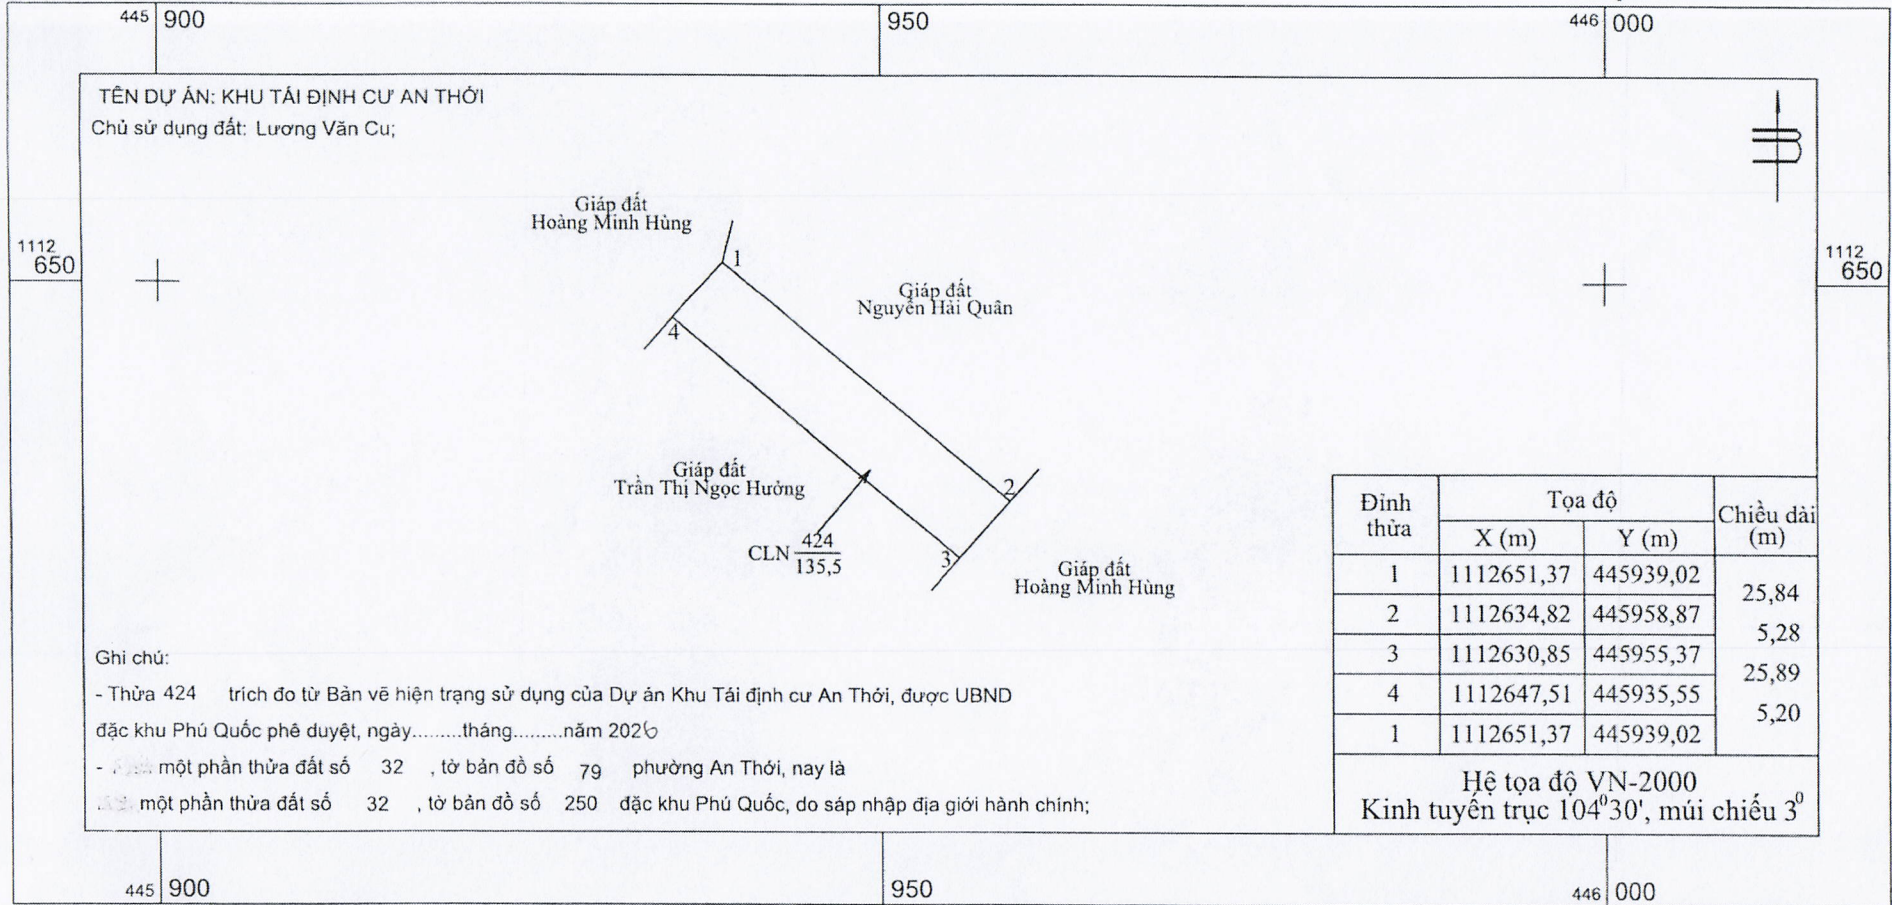 445 900
950
446 000
TÊN DỰ ÁN: KHU TÁI ĐỊNH CƯ AN THỚI
Chủ sử dụng đất: Lương Văn Cu;
1112
650
1112
650
Giáp đất
Hoàng Minh Hùng
1
Giáp đất
Nguyễn Hải Quân
4
Giáp đất
Trần Thị Ngọc Hưởng
2
CLN 424
135,5
3
Giáp đất
Hoàng Minh Hùng
Đỉnh thửa Tọa độ Chiều dài (m)
X (m) Y (m)
1 1112651,37 445939,02
25,84
2 1112634,82 445958,87
5,28
3 1112630,85 445955,37
25,89
4 1112647,51 445935,55
5,20
1 1112651,37 445939,02
Hệ tọa độ VN-2000
Kinh tuyến trục 104⁰30', múi chiếu 3⁰
Ghi chú:
- Thửa 424 trích đo từ Bản vẽ hiện trạng sử dụng của Dự án Khu Tái định cư An Thới, được UBND
đặc khu Phú Quốc phê duyệt, ngày.........tháng.........năm 2026
- một phần thửa đất số 32 , tờ bản đồ số 79 phường An Thới, nay là
một phần thửa đất số 32 , tờ bản đồ số 250 đặc khu Phú Quốc, do sáp nhập địa giới hành chính;
445 900
950
446 000